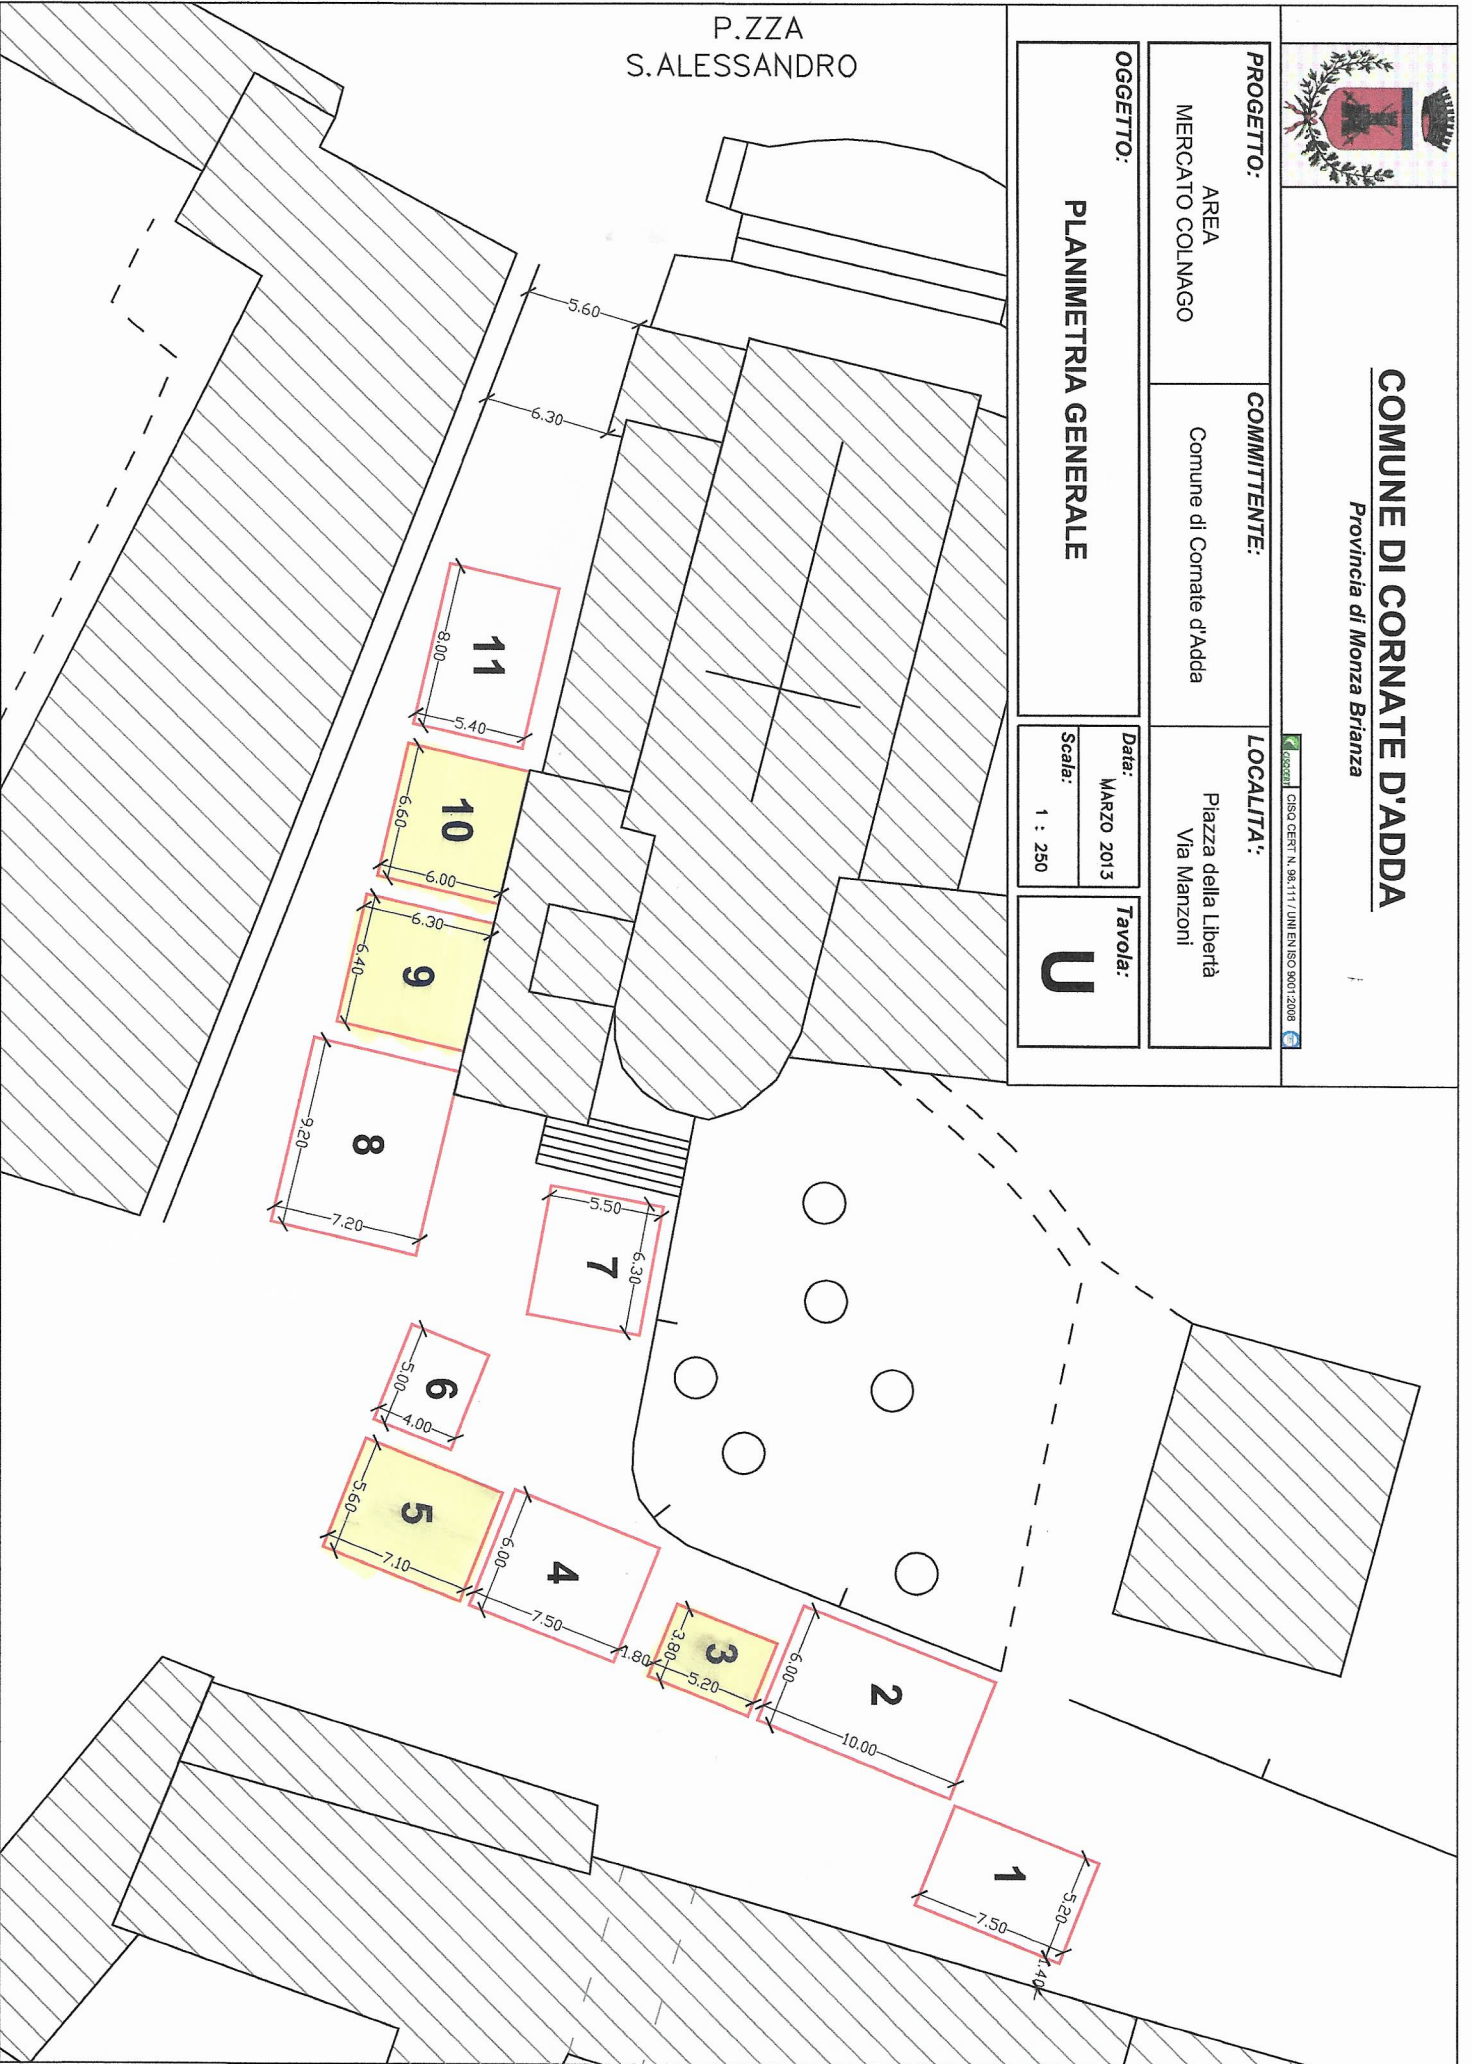 COMUNE DI CORNATE D'ADDA
Provincia di Monza Brianza
CISQCERT
CISQ CERT N. 98.111 / UNI EN ISO 9001:2008
PROGETTO:
AREA
MERCATO COLNAGO
COMMITTENTE:
Comune di Cornate d'Adda
LOCALITA':
Piazza della Libertà
Via Manzoni
OGGETTO:
PLANIMETRIA GENERALE
Data:
MARZO 2013
Scala:
1 : 250
Tavola:
U
P.ZZA
S.ALESSANDRO
5.60
6.30
11
8.00
5.40
10
6.60
6.00
9
6.30
6.40
8
9.20
7.20
7
5.50
6.30
6
5.00
4.00
5
5.60
7.10
4
6.00
7.50
1.80
3
3.80
5.20
2
6.00
10.00
1
5.20
7.50